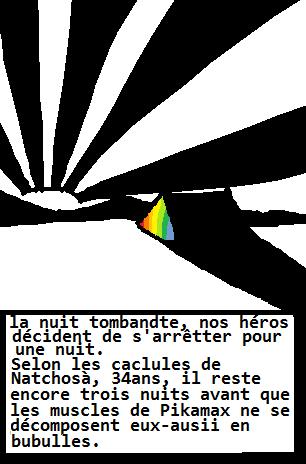 la nuit tombandte, nos héros
décident de s'arrêtter pour
une nuit.
Selon les caclules de
Natchosà, 34ans, il reste
encore trois nuits avant que
les muscles de Pikamax ne se
décomposent eux-ausii en
bubulles.